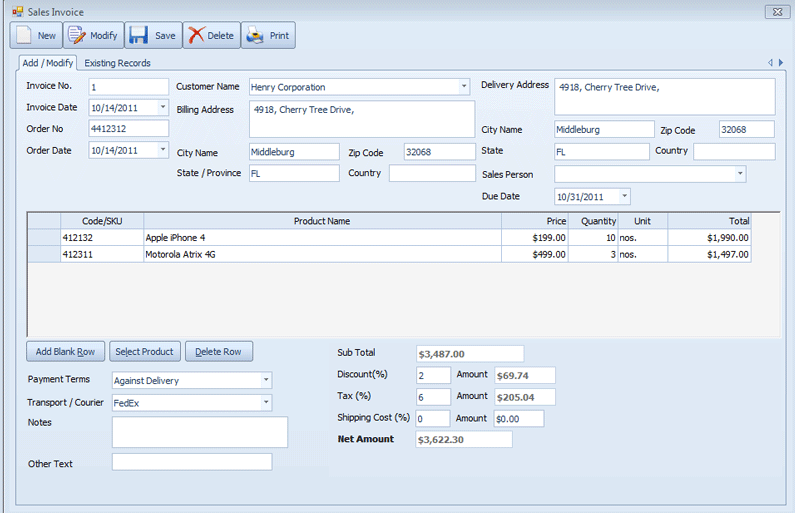 Sales Invoice
New Modify Save Delete Print
Add / Modify Existing Records
Invoice No. 1 Customer Name Henry Corporation Delivery Address 4918, Cherry Tree Drive,
Invoice Date 10/14/2011 Billing Address 4918, Cherry Tree Drive,
Order No 4412312 City Name Middleburg Zip Code 32068
Order Date 10/14/2011 City Name Middleburg Zip Code 32068 State FL Country
State / Province FL Country Sales Person
Due Date 10/31/2011
Code/SKU Product Name Price Quantity Unit Total
412132 Apple iPhone 4 $199.00 10 nos. $1,990.00
412311 Motorola Atrix 4G $499.00 3 nos. $1,497.00
Add Blank Row Select Product Delete Row Sub Total $3,487.00
Payment Terms Against Delivery Discount(%) 2 Amount $69.74
Transport / Courier FedEx Tax (%) 6 Amount $205.04
Notes Shipping Cost (%) 0 Amount $0.00
Net Amount $3,622.30
Other Text